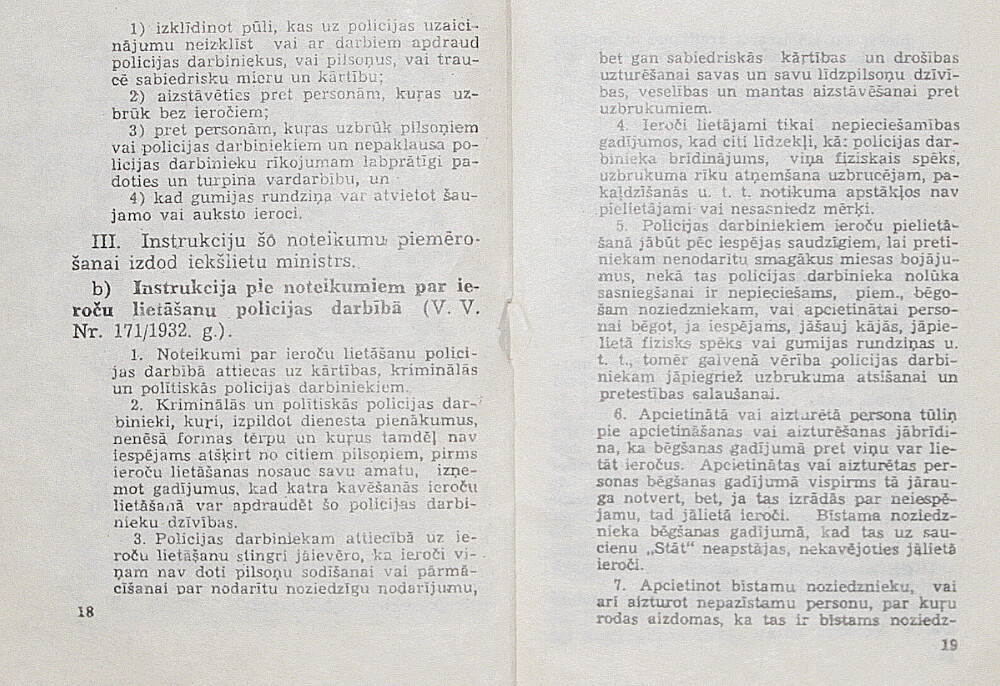 1) izklīdinot pūli, kas uz policijas uzaici-
nājumu neizklīst vai ar darbiem apdraud
policijas darbiniekus, vai pilsoņus, vai trau-
cē sabiedrisku mieru un kārtību;
2) aizstāvēties pret personām, kuŗas uz-
brūk bez ieročiem;
3) pret personām, kuŗas uzbrūk pilsoņiem
vai policijas darbiniekiem un nepaklausa po-
licijas darbinieku rīkojumam labprātīgi pa-
doties un turpina vardarbību, un
4) kad gumijas rundziņa var atvietot šau-
jamo vai auksto ieroci.
III. Instrukciju šo noteikumu piemēro-
šanai izdod iekšlietu ministrs.
b) Instrukcija pie noteikumiem par ie-
roču lietāšanu policijas darbībā (V. V.
Nr. 171/1932. g.).
1. Noteikumi par ieroču lietāšanu polici-
jas darbībā attiecas uz kārtības, kriminālās
un polītiskās policijas darbiniekiem.
2. Kriminālās un polītiskās policijas dar-
binieki, kuŗi, izpildot dienesta pienākumus,
nenēsā formas tērpu un kuŗus tamdēļ nav
iespējams atšķirt no citiem pilsoņiem, pirms
ieroču lietāšanas nosauc savu amatu, izņe-
mot gadījumus, kad katra kavēšanās ieroču
lietāšanā var apdraudēt šo policijas darbi-
nieku dzīvības.
3. Policijas darbiniekam attiecībā uz ie-
roču lietāšanu stingri jāievēro, ka ieroči vi-
ņam nav doti pilsoņu sodīšanai vai pārmā-
cīšanai par nodarītu noziedzīgu nodarījumu,
18
bet gan sabiedriskās kārtības un drošības
uzturēšanai savas un savu līdzpilsoņu dzīvī-
bas, veselības un mantas aizstāvēšanai pret
uzbrukumiem.
4. Ieroči lietājami tikai nepieciešamības
gadījumos, kad citi līdzekļi, kā: policijas dar-
binieka brīdinājums, viņa fiziskais spēks,
uzbrukuma rīku atņemšana uzbrucējam, pa-
kaļdzīšanās u. t. t. notikuma apstākļos nav
pielietājami vai nesasniedz mērķi.
5. Policijas darbiniekiem ieroču pielietā-
šanā jābūt pēc iespējas saudzīgiem, lai preti-
niekam nenodarītu smagākus miesas bojāju-
mus, nekā tas policijas darbinieka nolūka
sasniegšanai ir nepieciešams, piem., bēgo-
šam noziedzniekam, vai apcietinātai perso-
nai bēgot, ja iespējams, jāšauj kājās, jāpie-
lietā fizisks spēks vai gumijas rundziņas u.
t. t., tomēr galvenā vērība policijas darbi-
niekam jāpiegriež uzbrukuma atsišanai un
pretestības salaušanai.
6. Apcietinātā vai aizturētā persona tūliņ
pie apcietināšanas vai aizturēšanas jābrīdi-
na, ka bēgšanas gadījumā pret viņu var lie-
tāt ieročus. Apcietinātas vai aizturētas per-
sonas bēgšanas gadījumā vispirms tā jārau-
ga notvert, bet, ja tas izrādās par neiespē-
jamu, tad jālietā ieroči. Bīstama noziedz-
nieka bēgšanas gadījumā, kad tas uz sau-
cienu „Stāt“ neapstājas, nekavējoties jālietā
ieroči.
7. Apcietinot bīstamu noziedznieku, vai
arī aizturot nepazīstamu personu, par kuŗu
rodas aizdomas, ka tas ir bīstams noziedz-
19